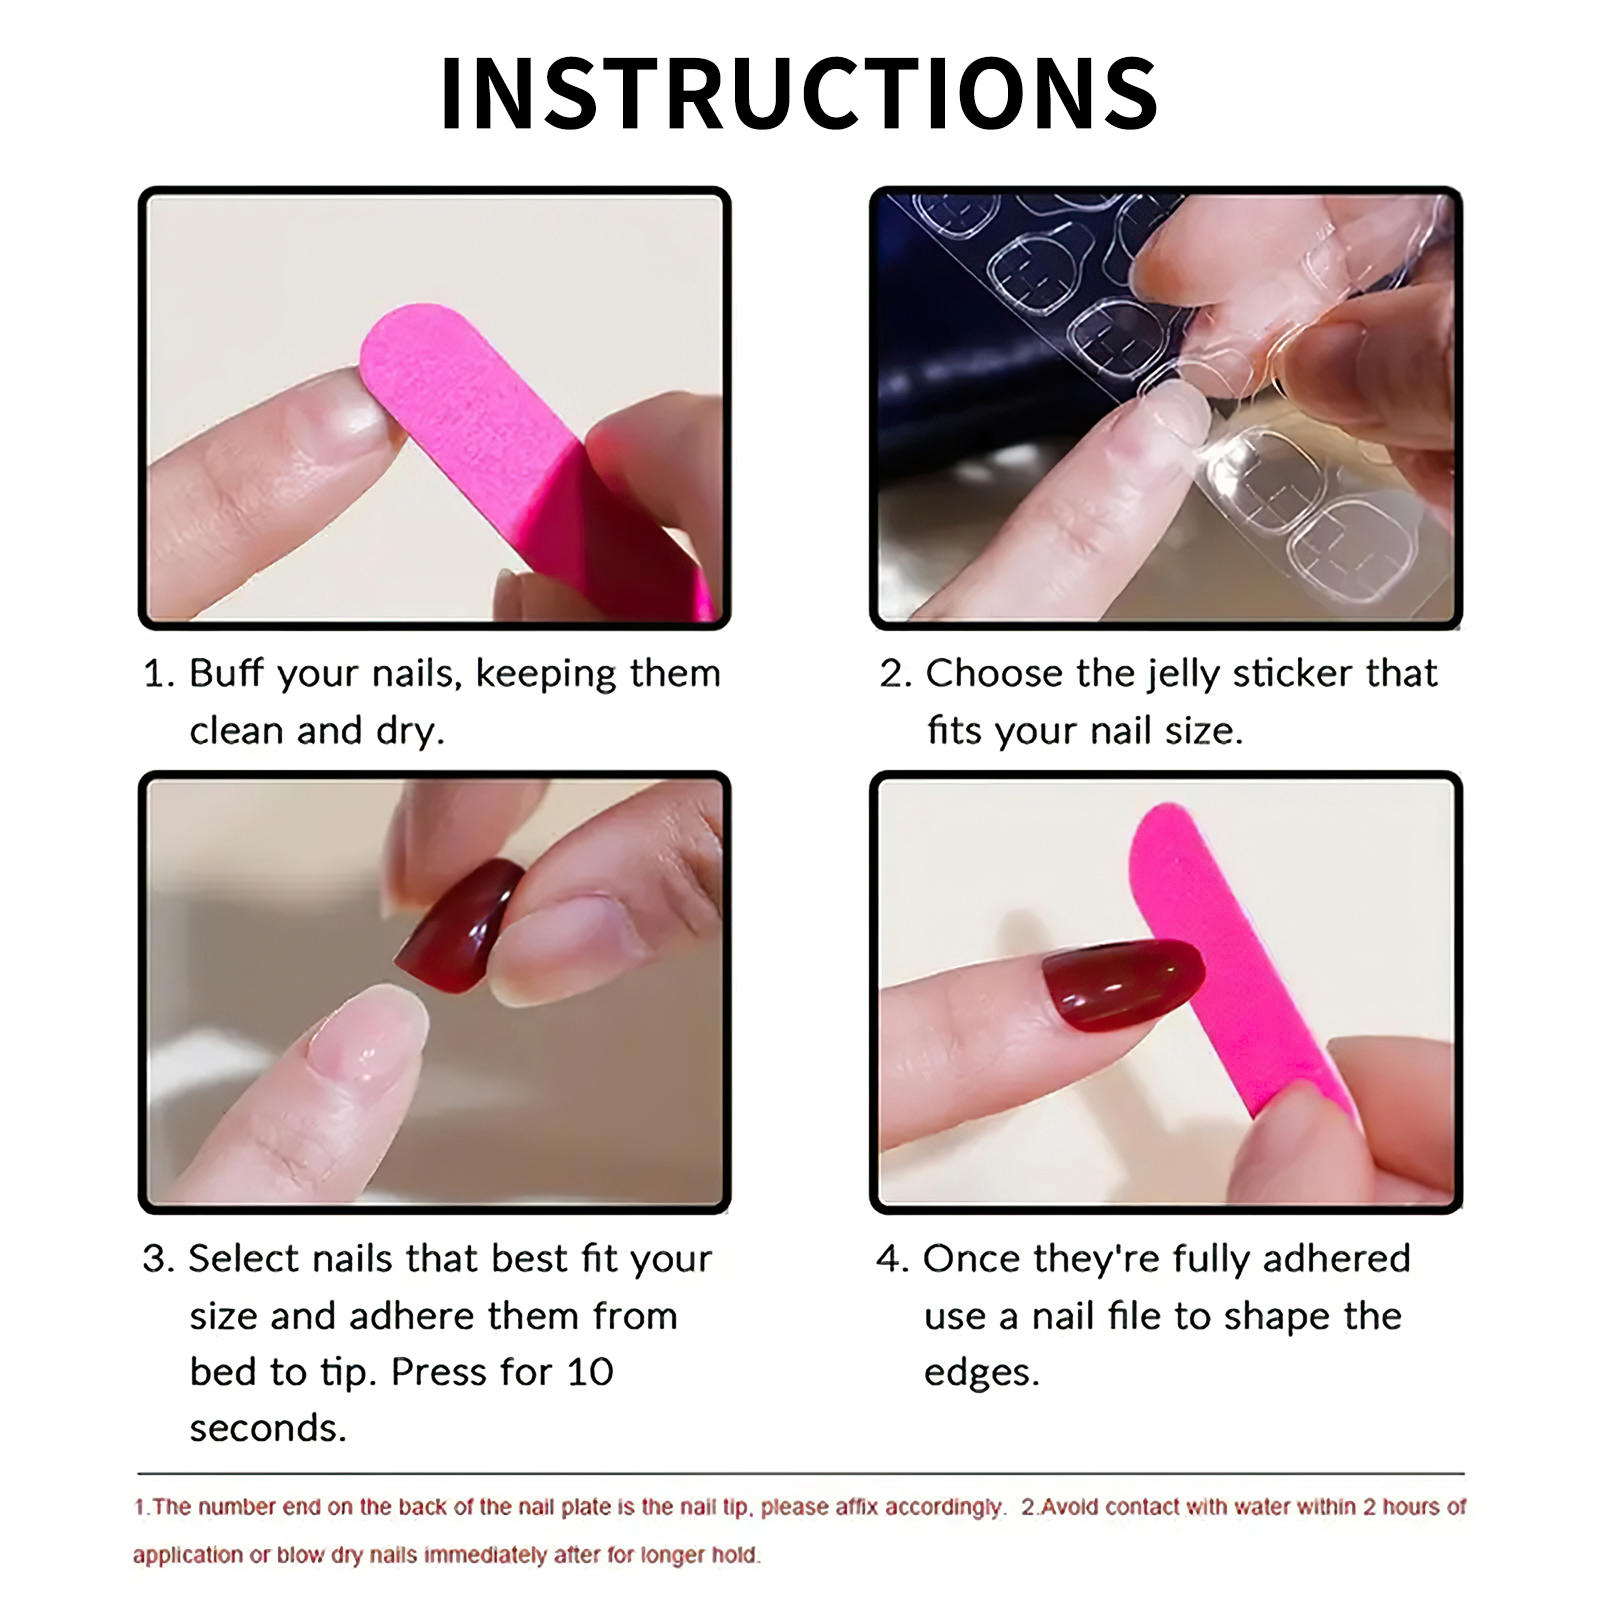 INSTRUCTIONS
1. Buff your nails, keeping them
clean and dry.
2. Choose the jelly sticker that
fits your nail size.
3. Select nails that best fit your
size and adhere them from
bed to tip. Press for 10
seconds.
4. Once they're fully adhered
use a nail file to shape the
edges.
1.The number end on the back of the nail plate is the nail tip, please affix accordingly.  2.Avoid contact with water within 2 hours of
application or blow dry nails immediately after for longer hold.